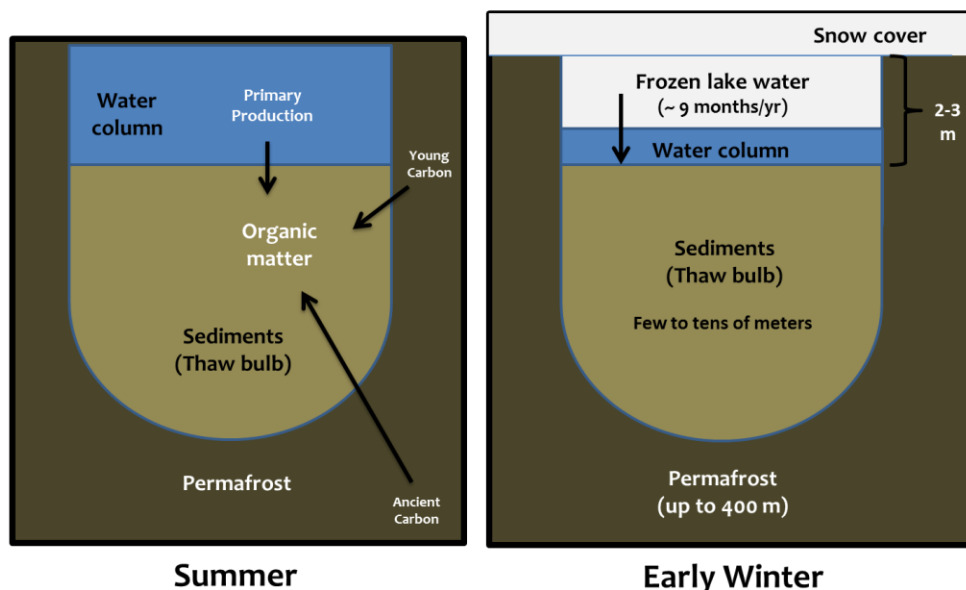 Water
column
Primary
Production
Young
Carbon
Organic
matter
Sediments
(Thaw bulb)
Permafrost
Ancient
Carbon
Summer
Snow cover
Frozen lake water
(~ 9 months/yr)
2-3
m
Water column
Sediments
(Thaw bulb)
Few to tens of meters
Permafrost
(up to 400 m)
Early Winter